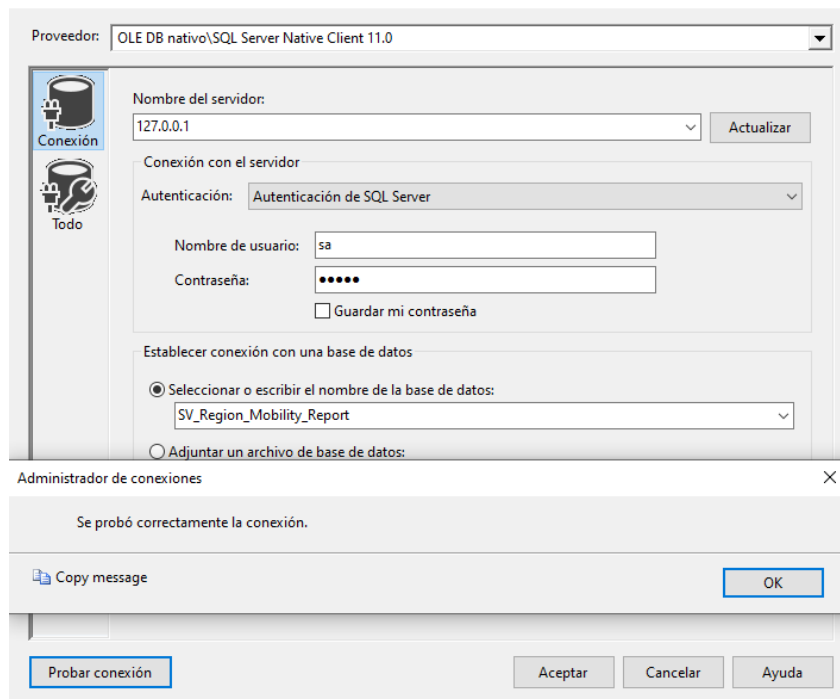 Proveedor: OLE DB nativo\SQL Server Native Client 11.0
Conexión
Todo
Nombre del servidor:
127.0.0.1 Actualizar
Conexión con el servidor
Autenticación: Autenticación de SQL Server
Nombre de usuario: sa
Contraseña: •••••
Guardar mi contraseña
Establecer conexión con una base de datos
Seleccionar o escribir el nombre de la base de datos:
SV_Region_Mobility_Report
Adjuntar un archivo de base de datos:
Administrador de conexiones
Se probó correctamente la conexión.
Copy message OK
Probar conexión Aceptar Cancelar Ayuda